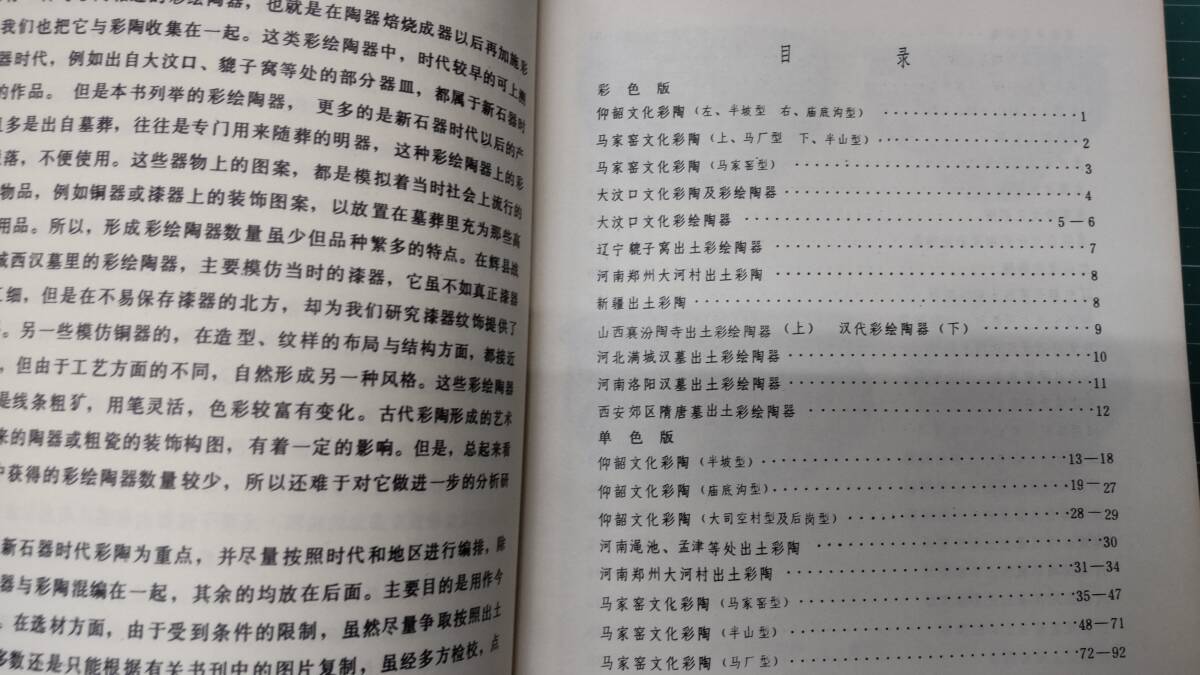 彩绘陶器，也就是在陶器焙烧成器以后再加施彩
我们也把它与彩陶收集在一起。这类彩绘陶器中，时代较早的可上溯
器时代，例如出自大汶口、貔子窝等处的部分器皿，都属于新石器时
的作品。但是本书列举的彩绘陶器，更多的是新石器时代以后的产
多是出自墓葬，往往是专门用来随葬的明器，这种彩绘陶器上的彩
落，不便使用。这些器物上的图案，都是模拟着当时社会上流行的
物品，例如铜器或漆器上的装饰图案，以放置在墓葬里充为那些高
用品。所以，形成彩绘陶器数量虽少但品种繁多的特点。在辉县战
城西汉墓里的彩绘陶器，主要模仿当时的漆器，它虽不如真正漆器
细，但是在不易保存漆器的北方，却为我们研究漆器纹饰提供了
。另一些模仿铜器的，在造型、纹样的布局与结构方面，都接近
，但由于工艺方面的不同，自然形成另一种风格。这些彩绘陶器
是线条粗犷，用笔灵活，色彩较富有变化。古代彩陶形成的艺术
来的陶器或粗瓷的装饰构图，有着一定的影响。但是，总起来看
中获得的彩绘陶器数量较少，所以还难于对它做进一步的分析研
新石器时代彩陶为重点，并尽量按照时代和地区进行编排，除
器与彩陶混编在一起，其余的均放在后面。主要目的是用作今
。在选材方面，由于受到条件的限制，虽然尽量争取按照出土
多数还是只能根据有关书刊中的图片复制，虽经多方检校，点
目录
彩色版
仰韶文化彩陶（左、半坡型 右、庙底沟型）············1
马家窑文化彩陶（上、马厂型 下、半山型）············2
马家窑文化彩陶（马家窑型）············3
大汶口文化彩陶及彩绘陶器············4
大汶口文化彩绘陶器············5—6
辽宁貔子窝出土彩绘陶器············7
河南郑州大河村出土彩陶············8
新疆出土彩陶············8
山西襄汾陶寺出土彩绘陶器（上） 汉代彩绘陶器（下）············9
河北满城汉墓出土彩绘陶器············10
河南洛阳汉墓出土彩绘陶器············11
西安郊区隋唐墓出土彩绘陶器············12
单色版
仰韶文化彩陶（半坡型）············13—18
仰韶文化彩陶（庙底沟型）············19—27
仰韶文化彩陶（大司空村型及后岗型）············28—29
河南渑池、孟津等处出土彩陶············30
河南郑州大河村出土彩陶············31—34
马家窑文化彩陶（马家窑型）············35—47
马家窑文化彩陶（半山型）············48—71
马家窑文化彩陶（马厂型）············72—92